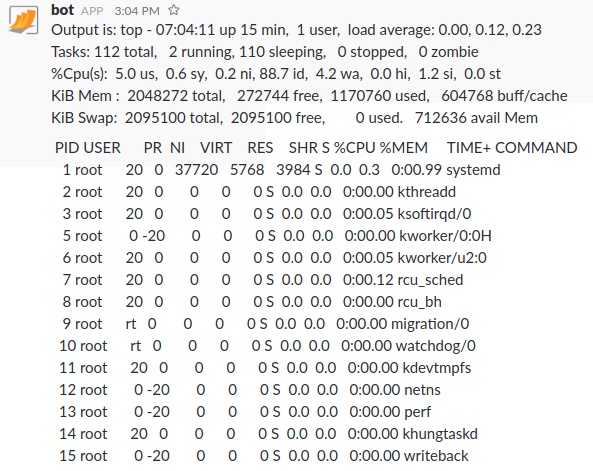 bot APP 3:04 PM ☆
Output is: top - 07:04:11 up 15 min, 1 user, load average: 0.00, 0.12, 0.23
Tasks: 112 total, 2 running, 110 sleeping, 0 stopped, 0 zombie
%Cpu(s): 5.0 us, 0.6 sy, 0.2 ni, 88.7 id, 4.2 wa, 0.0 hi, 1.2 si, 0.0 st
KiB Mem : 2048272 total, 272744 free, 1170760 used, 604768 buff/cache
KiB Swap: 2095100 total, 2095100 free, 0 used. 712636 avail Mem
PID USER PR NI VIRT RES SHR S %CPU %MEM TIME+ COMMAND
1 root 20 0 37720 5768 3984 S 0.0 0.3 0:00.99 systemd
2 root 20 0 0 0 0 S 0.0 0.0 0:00.00 kthreadd
3 root 20 0 0 0 0 S 0.0 0.0 0:00.05 ksoftirqd/0
5 root 0 -20 0 0 0 S 0.0 0.0 0:00.00 kworker/0:0H
6 root 20 0 0 0 0 S 0.0 0.0 0:00.05 kworker/u2:0
7 root 20 0 0 0 0 S 0.0 0.0 0:00.12 rcu_sched
8 root 20 0 0 0 0 S 0.0 0.0 0:00.00 rcu_bh
9 root rt 0 0 0 0 S 0.0 0.0 0:00.00 migration/0
10 root rt 0 0 0 0 S 0.0 0.0 0:00.00 watchdog/0
11 root 20 0 0 0 0 S 0.0 0.0 0:00.00 kdevtmpfs
12 root 0 -20 0 0 0 S 0.0 0.0 0:00.00 netns
13 root 0 -20 0 0 0 S 0.0 0.0 0:00.00 perf
14 root 20 0 0 0 0 S 0.0 0.0 0:00.00 khungtaskd
15 root 0 -20 0 0 0 S 0.0 0.0 0:00.00 writeback